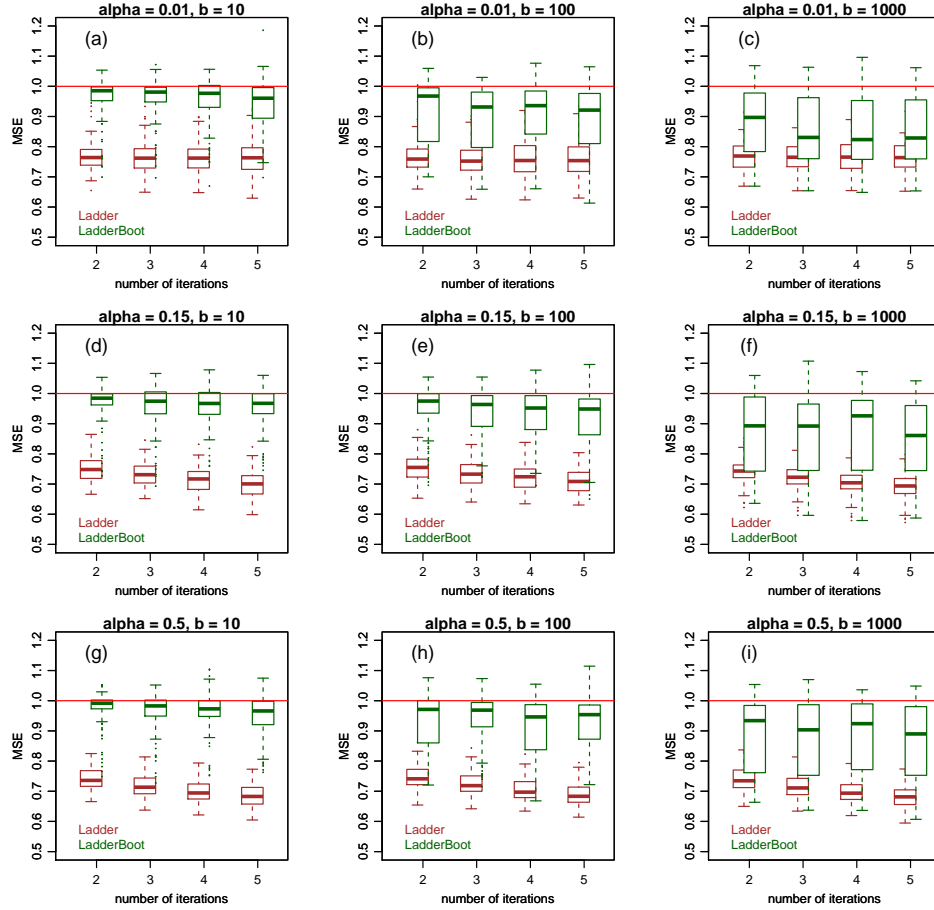 alpha = 0.01, b = 10
(a)
MSE
0.5 0.6 0.7 0.8 0.9 1.0 1.1 1.2
Ladder
LadderBoot
2 3 4 5
number of iterations
alpha = 0.01, b = 100
(b)
MSE
0.5 0.6 0.7 0.8 0.9 1.0 1.1 1.2
Ladder
LadderBoot
2 3 4 5
number of iterations
alpha = 0.01, b = 1000
(c)
MSE
0.5 0.6 0.7 0.8 0.9 1.0 1.1 1.2
Ladder
LadderBoot
2 3 4 5
number of iterations
alpha = 0.15, b = 10
(d)
MSE
0.5 0.6 0.7 0.8 0.9 1.0 1.1 1.2
Ladder
LadderBoot
2 3 4 5
number of iterations
alpha = 0.15, b = 100
(e)
MSE
0.5 0.6 0.7 0.8 0.9 1.0 1.1 1.2
Ladder
LadderBoot
2 3 4 5
number of iterations
alpha = 0.15, b = 1000
(f)
MSE
0.5 0.6 0.7 0.8 0.9 1.0 1.1 1.2
Ladder
LadderBoot
2 3 4 5
number of iterations
alpha = 0.5, b = 10
(g)
MSE
0.5 0.6 0.7 0.8 0.9 1.0 1.1 1.2
Ladder
LadderBoot
2 3 4 5
number of iterations
alpha = 0.5, b = 100
(h)
MSE
0.5 0.6 0.7 0.8 0.9 1.0 1.1 1.2
Ladder
LadderBoot
2 3 4 5
number of iterations
alpha = 0.5, b = 1000
(i)
MSE
0.5 0.6 0.7 0.8 0.9 1.0 1.1 1.2
Ladder
LadderBoot
2 3 4 5
number of iterations